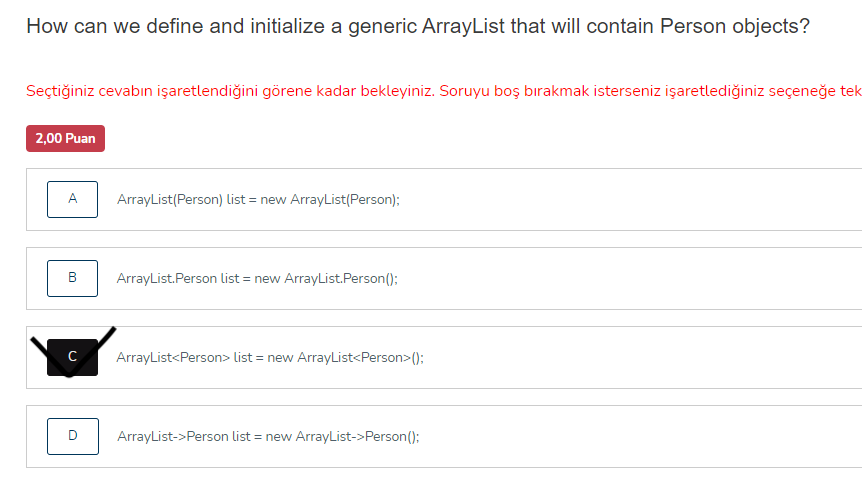 How can we define and initialize a generic ArrayList that will contain Person objects?
Seçtiğiniz cevabın işaretlendiğini görene kadar bekleyiniz. Soruyu boş bırakmak isterseniz işaretlediğiniz seçeneğe tek
2,00 Puan
A ArrayList(Person) list = new ArrayList(Person);
B ArrayList.Person list = new ArrayList.Person();
C ArrayList<Person> list = new ArrayList<Person>();
D ArrayList->Person list = new ArrayList->Person();